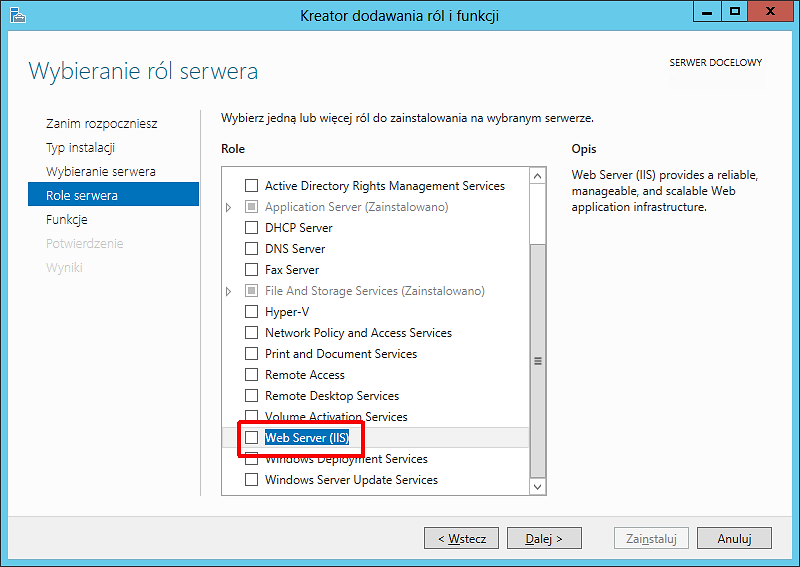 Kreator dodawania ról i funkcji
Wybieranie ról serwera
SERWER DOCELOWY
Zanim rozpoczniesz
Typ instalacji
Wybieranie serwera
Role serwera
Funkcje
Potwierdzenie
Wyniki
Wybierz jedną lub więcej ról do zainstalowania na wybranym serwerze.
Role
Active Directory Rights Management Services
Application Server (Zainstalowano)
DHCP Server
DNS Server
Fax Server
File And Storage Services (Zainstalowano)
Hyper-V
Network Policy and Access Services
Print and Document Services
Remote Access
Remote Desktop Services
Volume Activation Services
Web Server (IIS)
Windows Deployment Services
Windows Server Update Services
Opis
Web Server (IIS) provides a reliable,
manageable, and scalable Web
application infrastructure.
< Wstecz
Dalej >
Zainstaluj
Anuluj